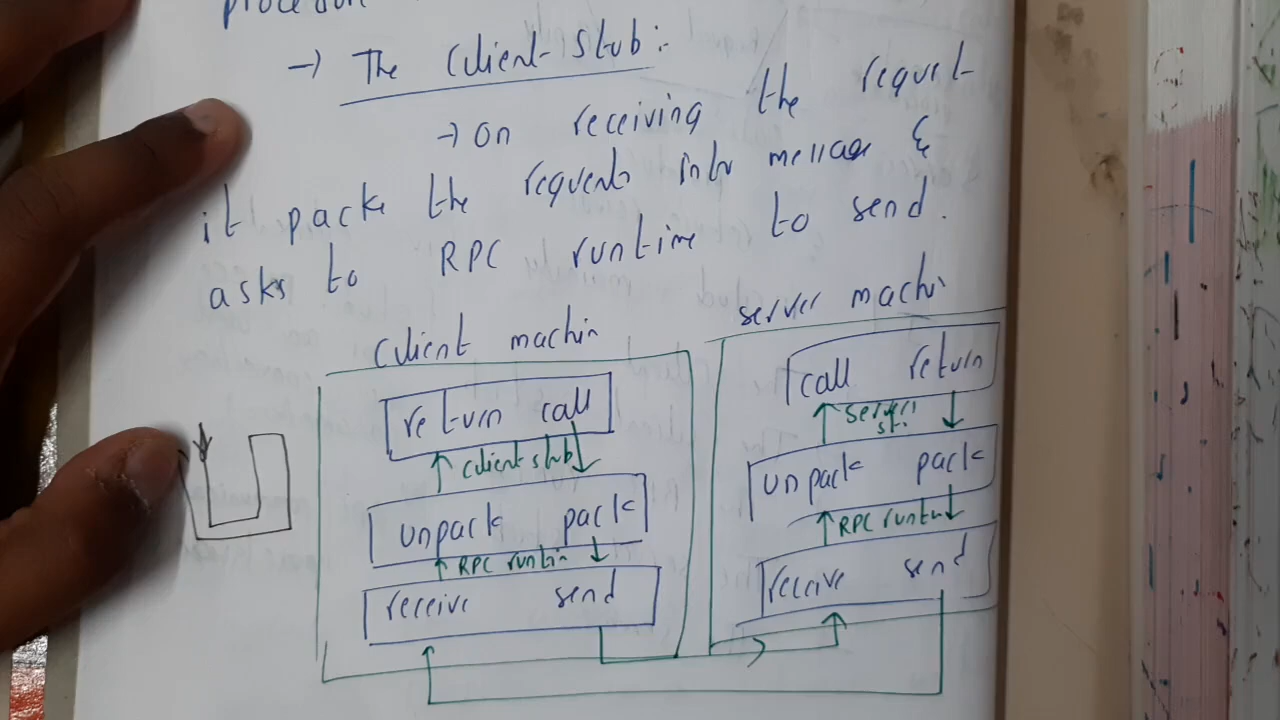 → The Client Stub:-
→ On receiving the requet
it packs the requests into message &
asks to RPC runtime to send.
Client machin
server machi
return call
call return
↑ client stub ↓
↑ server st. ↓
unpack pack
unpack pack
↑ RPC runtim ↓
↑ RPC runtim ↓
receive send
receive send